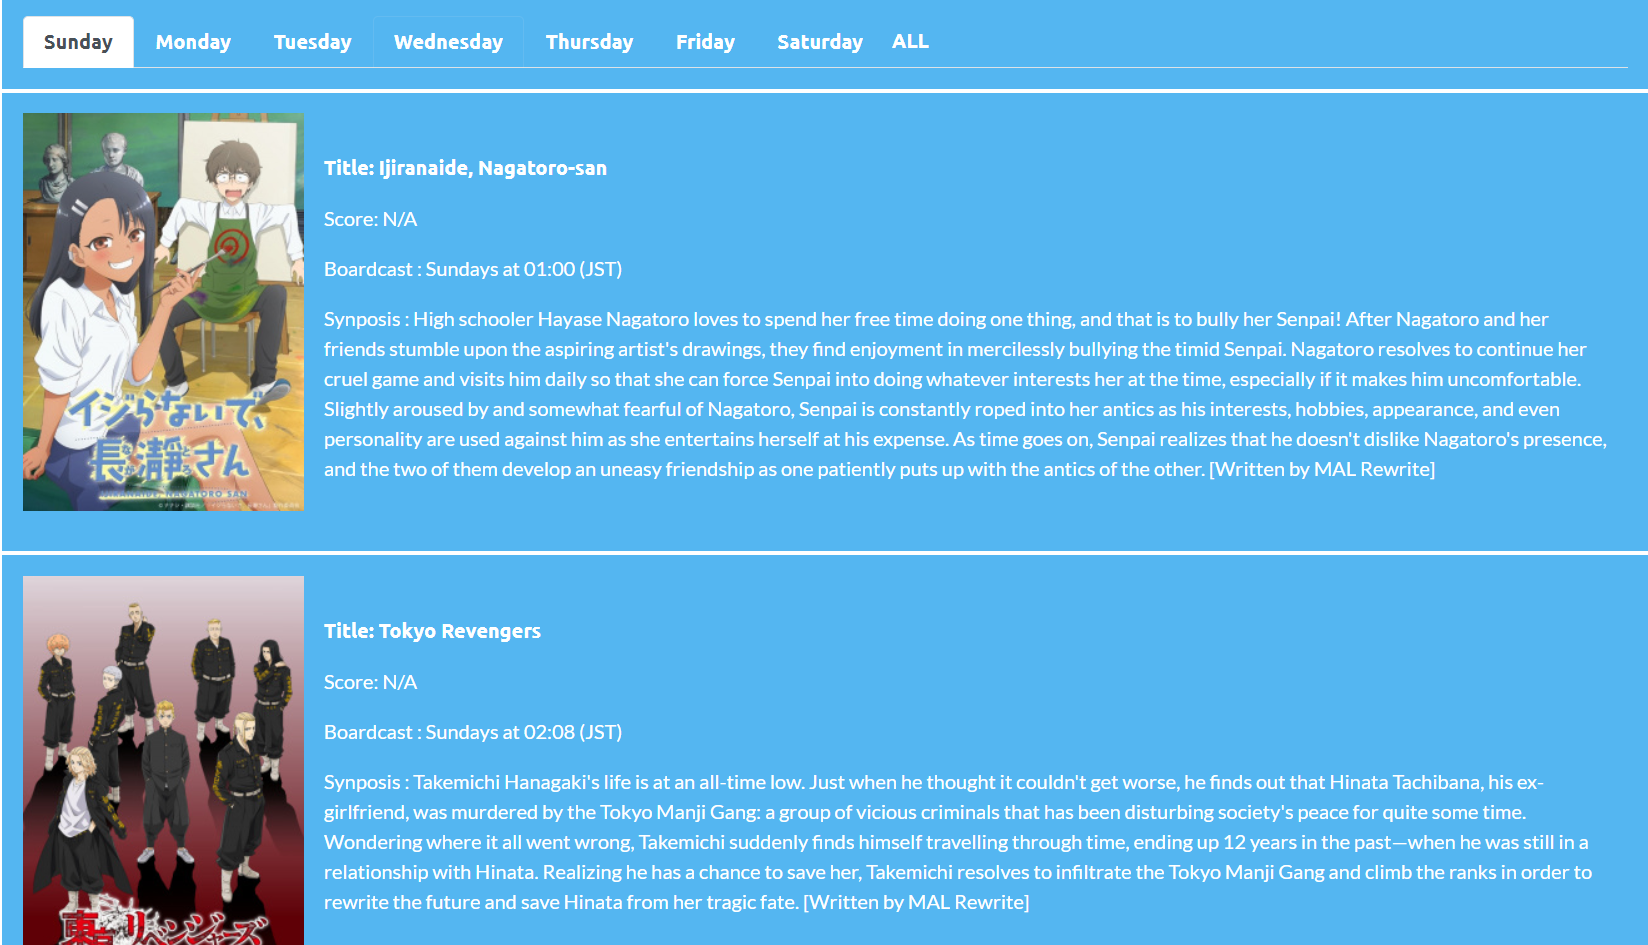 Sunday Monday Tuesday Wednesday Thursday Friday Saturday ALL
Title: Ijiranaide, Nagatoro-san
Score: N/A
Boardcast : Sundays at 01:00 (JST)
Synposis : High schooler Hayase Nagatoro loves to spend her free time doing one thing, and that is to bully her Senpai! After Nagatoro and her
friends stumble upon the aspiring artist's drawings, they find enjoyment in mercilessly bullying the timid Senpai. Nagatoro resolves to continue her
cruel game and visits him daily so that she can force Senpai into doing whatever interests her at the time, especially if it makes him uncomfortable.
Slightly aroused by and somewhat fearful of Nagatoro, Senpai is constantly roped into her antics as his interests, hobbies, appearance, and even
personality are used against him as she entertains herself at his expense. As time goes on, Senpai realizes that he doesn't dislike Nagatoro's presence,
and the two of them develop an uneasy friendship as one patiently puts up with the antics of the other. [Written by MAL Rewrite]
イジらないで、
長瀞さん
IJIRANAIDE, NAGATORO SAN
Title: Tokyo Revengers
Score: N/A
Boardcast : Sundays at 02:08 (JST)
Synposis : Takemichi Hanagaki's life is at an all-time low. Just when he thought it couldn't get worse, he finds out that Hinata Tachibana, his ex-
girlfriend, was murdered by the Tokyo Manji Gang: a group of vicious criminals that has been disturbing society's peace for quite some time.
Wondering where it all went wrong, Takemichi suddenly finds himself travelling through time, ending up 12 years in the past—when he was still in a
relationship with Hinata. Realizing he has a chance to save her, Takemichi resolves to infiltrate the Tokyo Manji Gang and climb the ranks in order to
rewrite the future and save Hinata from her tragic fate. [Written by MAL Rewrite]
東京リベンジャーズ